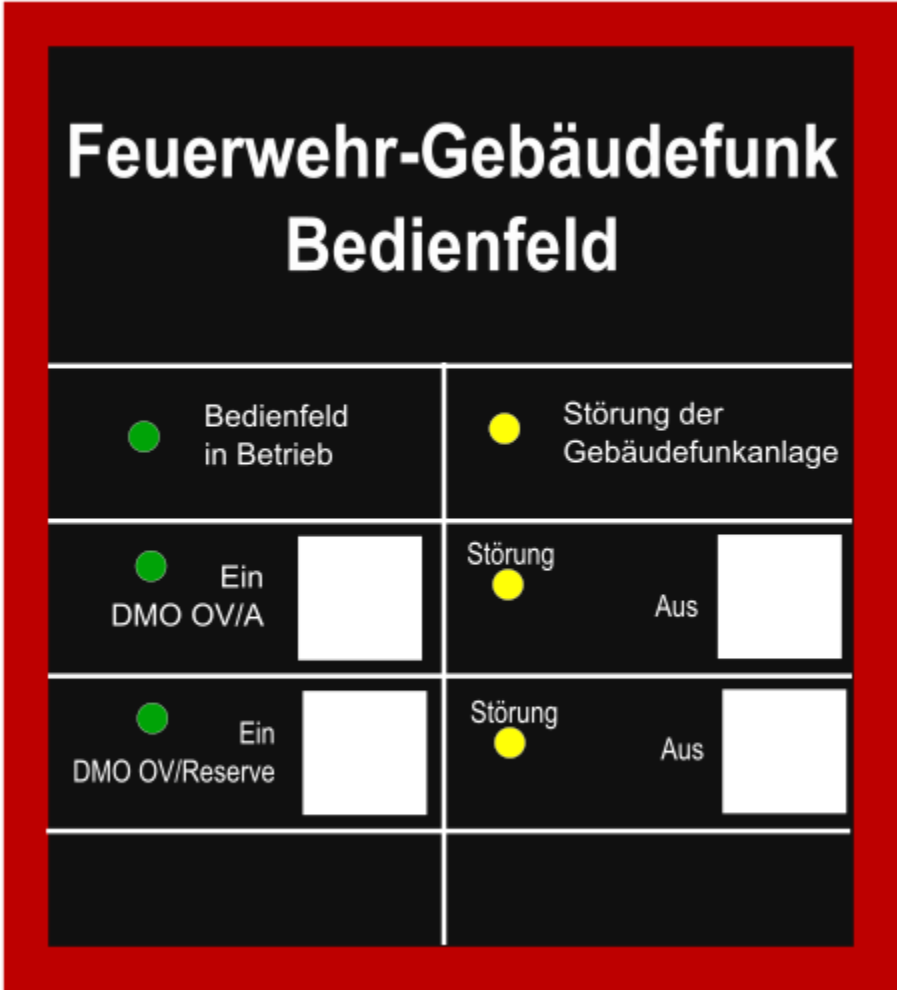 Feuerwehr-Gebäudefunk
Bedienfeld
Bedienfeld
in Betrieb
Störung der
Gebäudefunkanlage
Ein
DMO OV/A
Störung
Aus
Ein
DMO OV/Reserve
Störung
Aus